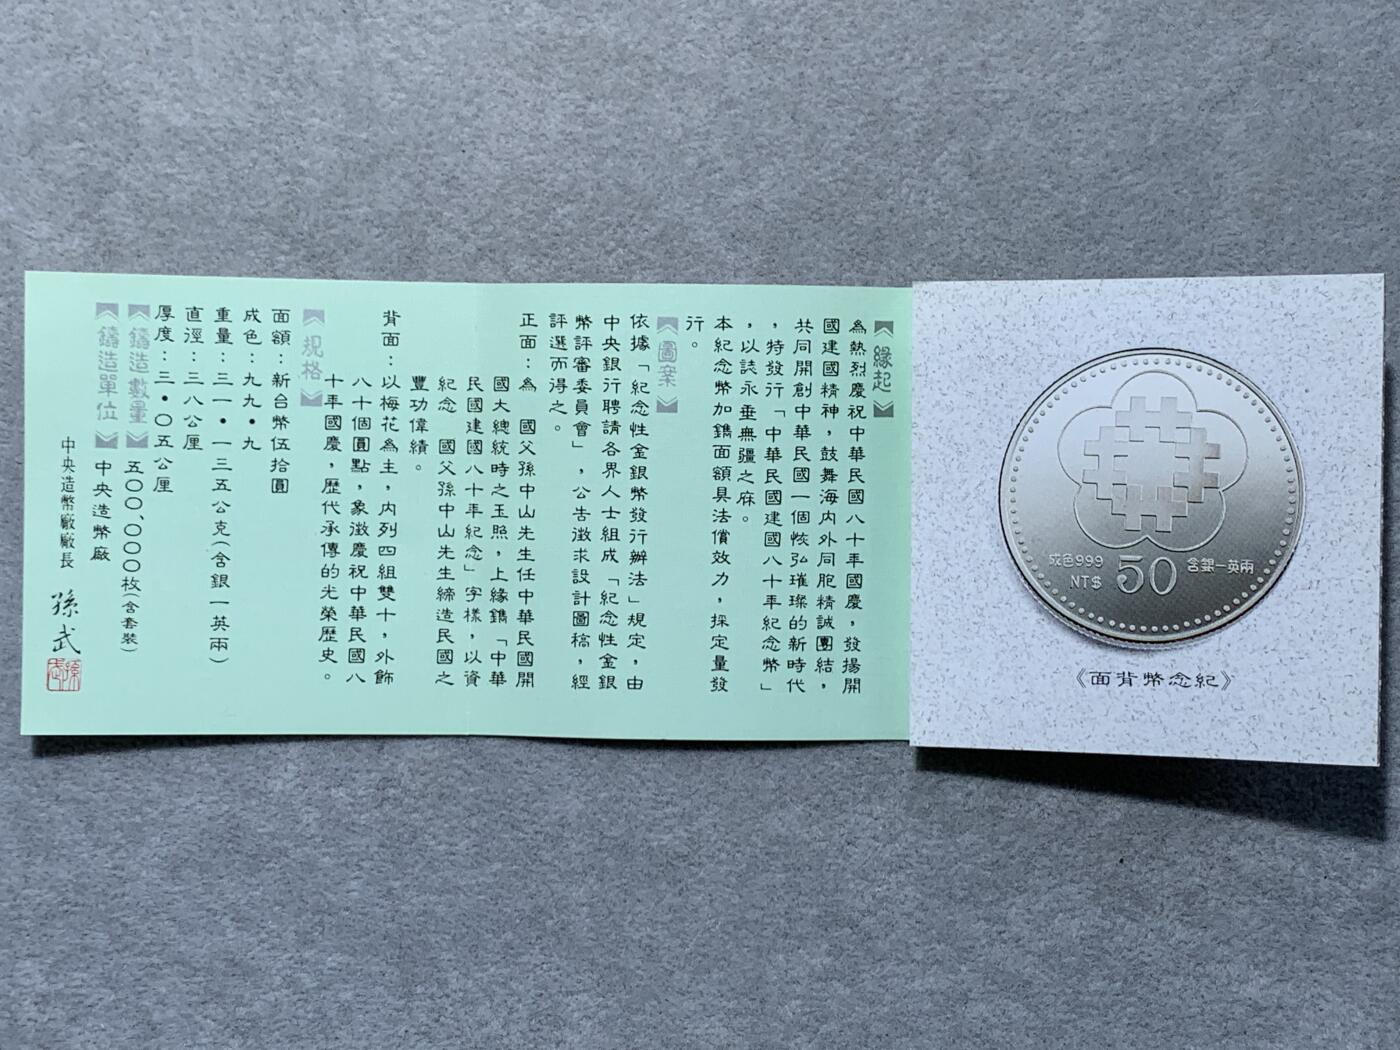 緣起
為熱烈慶祝中華民國八十年國慶，發揚開
國建國精神，鼓舞海內外同胞精誠團結，
共同開創中華民國一個恢弘璀璨的新時代
，特發行「中華民國建國八十年紀念幣」
，以誌永垂無疆之庥。
本紀念幣加鐫面額具法償效力，採定量發
行。
圖案
依據「紀念性金銀幣發行辦法」規定，由
中央銀行聘請各界人士組成「紀念性金銀
幣評審委員會」，公告徵求設計圖稿，經
評選而得之。
正面：為 國父孫中山先生任中華民國開
國大總統時之玉照，上緣鐫「中華
民國建國八十年紀念」字樣，以資
紀念 國父孫中山先生締造民國之
豐功偉績。
背面：以梅花為主，內列四組雙十，外飾
八十個圓點，象徵慶祝中華民國八
十年國慶，歷代承傳的光榮歷史。
規格
面額：新台幣伍拾圓
成色：九九•九
重量：三一•一三五公克(含銀一英兩)
直徑：三八公厘
厚度：三•０五公厘
鑄造數量 五００,０００枚(含套裝)
鑄造單位 中央造幣廠
中央造幣廠廠長 孫武
成色999
NT$
50
含銀一英兩
《面背幣念紀》